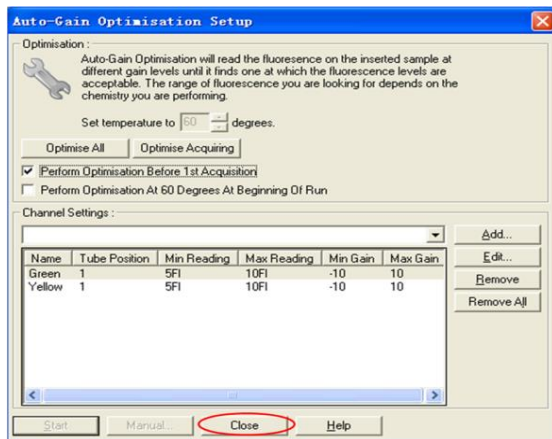 Auto-Gain Optimisation Setup
Optimisation :
Auto-Gain Optimisation will read the fluoresence on the inserted sample at
different gain levels until it finds one at which the fluorescence levels are
acceptable. The range of fluorescence you are looking for depends on the
chemistry you are performing.
Set temperature to 60 degrees.
Optimise All Optimise Acquiring
Perform Optimisation Before 1st Acquisition
Perform Optimisation At 60 Degrees At Beginning Of Run
Channel Settings :
Add...
Name Tube Position Min Reading Max Reading Min Gain Max Gain
Edit...
Green 1 5Fl 10Fl -10 10
Yellow 1 5Fl 10Fl -10 10
Remove
Remove All
Start Manual... Close Help